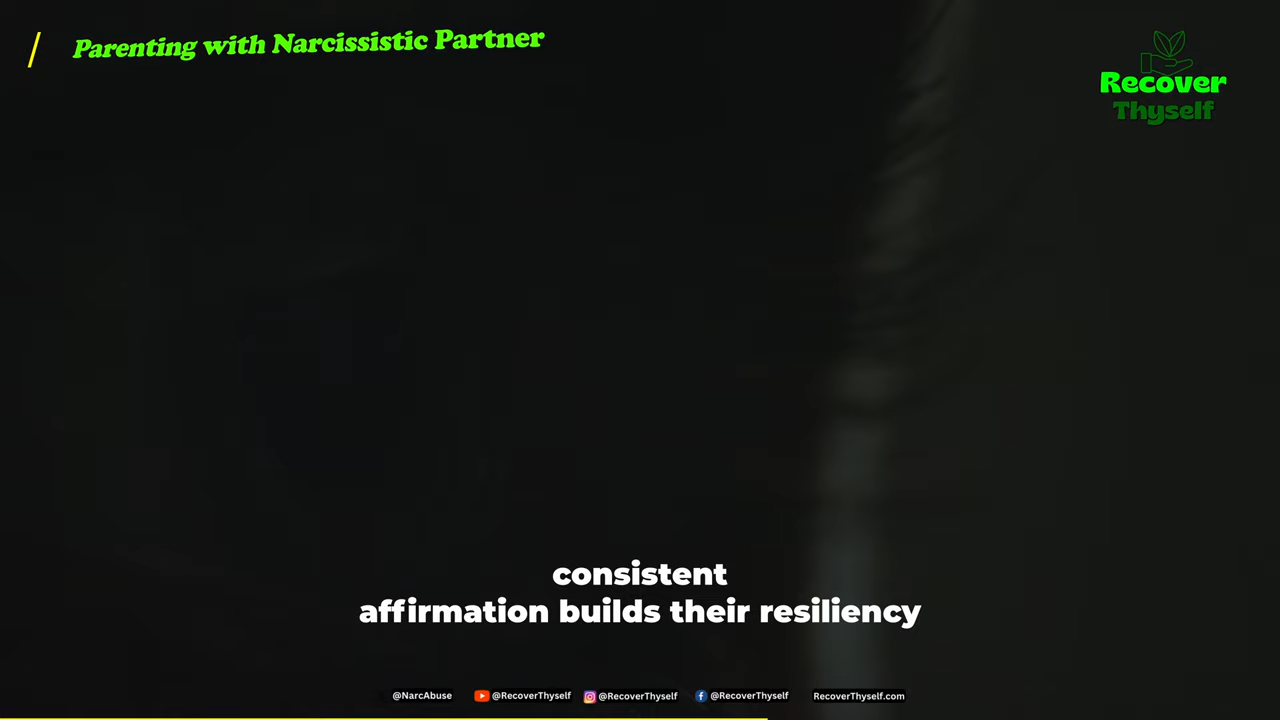 Parenting with Narcissistic Partner
Recover
Thyself
consistent
affirmation builds their resiliency
@NarcAbuse @RecoverThyself @RecoverThyself @RecoverThyself RecoverThyself.com